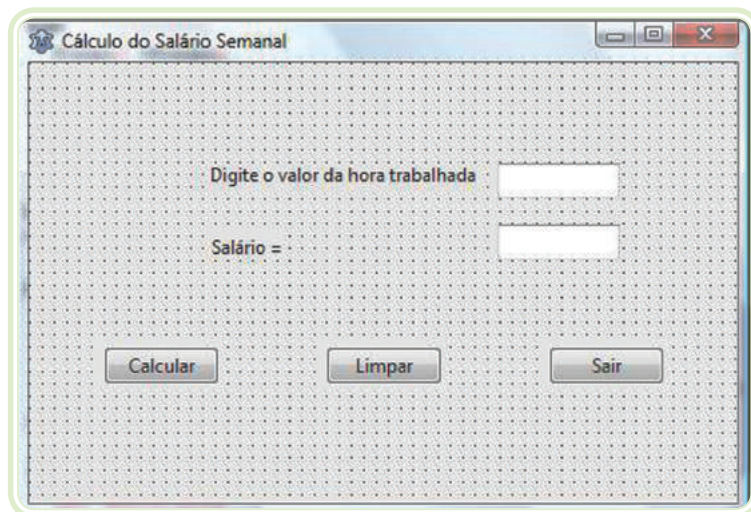 Cálculo do Salário Semanal
Digite o valor da hora trabalhada
Salário =
Calcular Limpar Sair